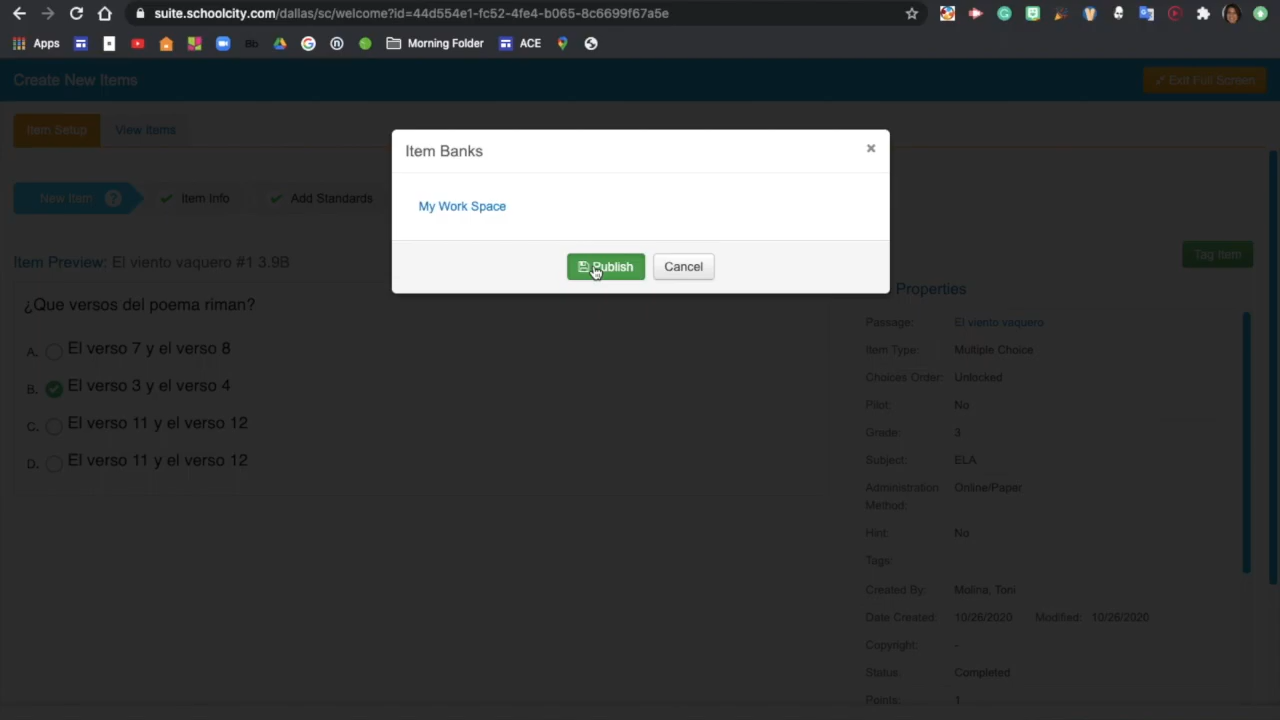 suite.schoolcity.com/dallas/sc/welcome?id=44d554e1-fc52-4fe4-b065-8c6699f67a5e
Apps Bb Morning Folder ACE
Create New Items Exit Full Screen
Item Setup View Items
Item Banks ×
New Item ? Item Info Add Standards
My Work Space
Publish Cancel
Item Preview: El viento vaquero #1 3.9B
Tag Item
¿Que versos del poema riman?
A. El verso 7 y el verso 8
B. El verso 3 y el verso 4
C. El verso 11 y el verso 12
D. El verso 11 y el verso 12
Properties
Passage: El viento vaquero
Item Type: Multiple Choice
Choices Order: Unlocked
Pilot: No
Grade: 3
Subject: ELA
Administration Online/Paper
Method:
Hint: No
Tags:
Created By: Molina, Toni
Date Created: 10/26/2020 Modified: 10/26/2020
Copyright: -
Status: Completed
Points: 1